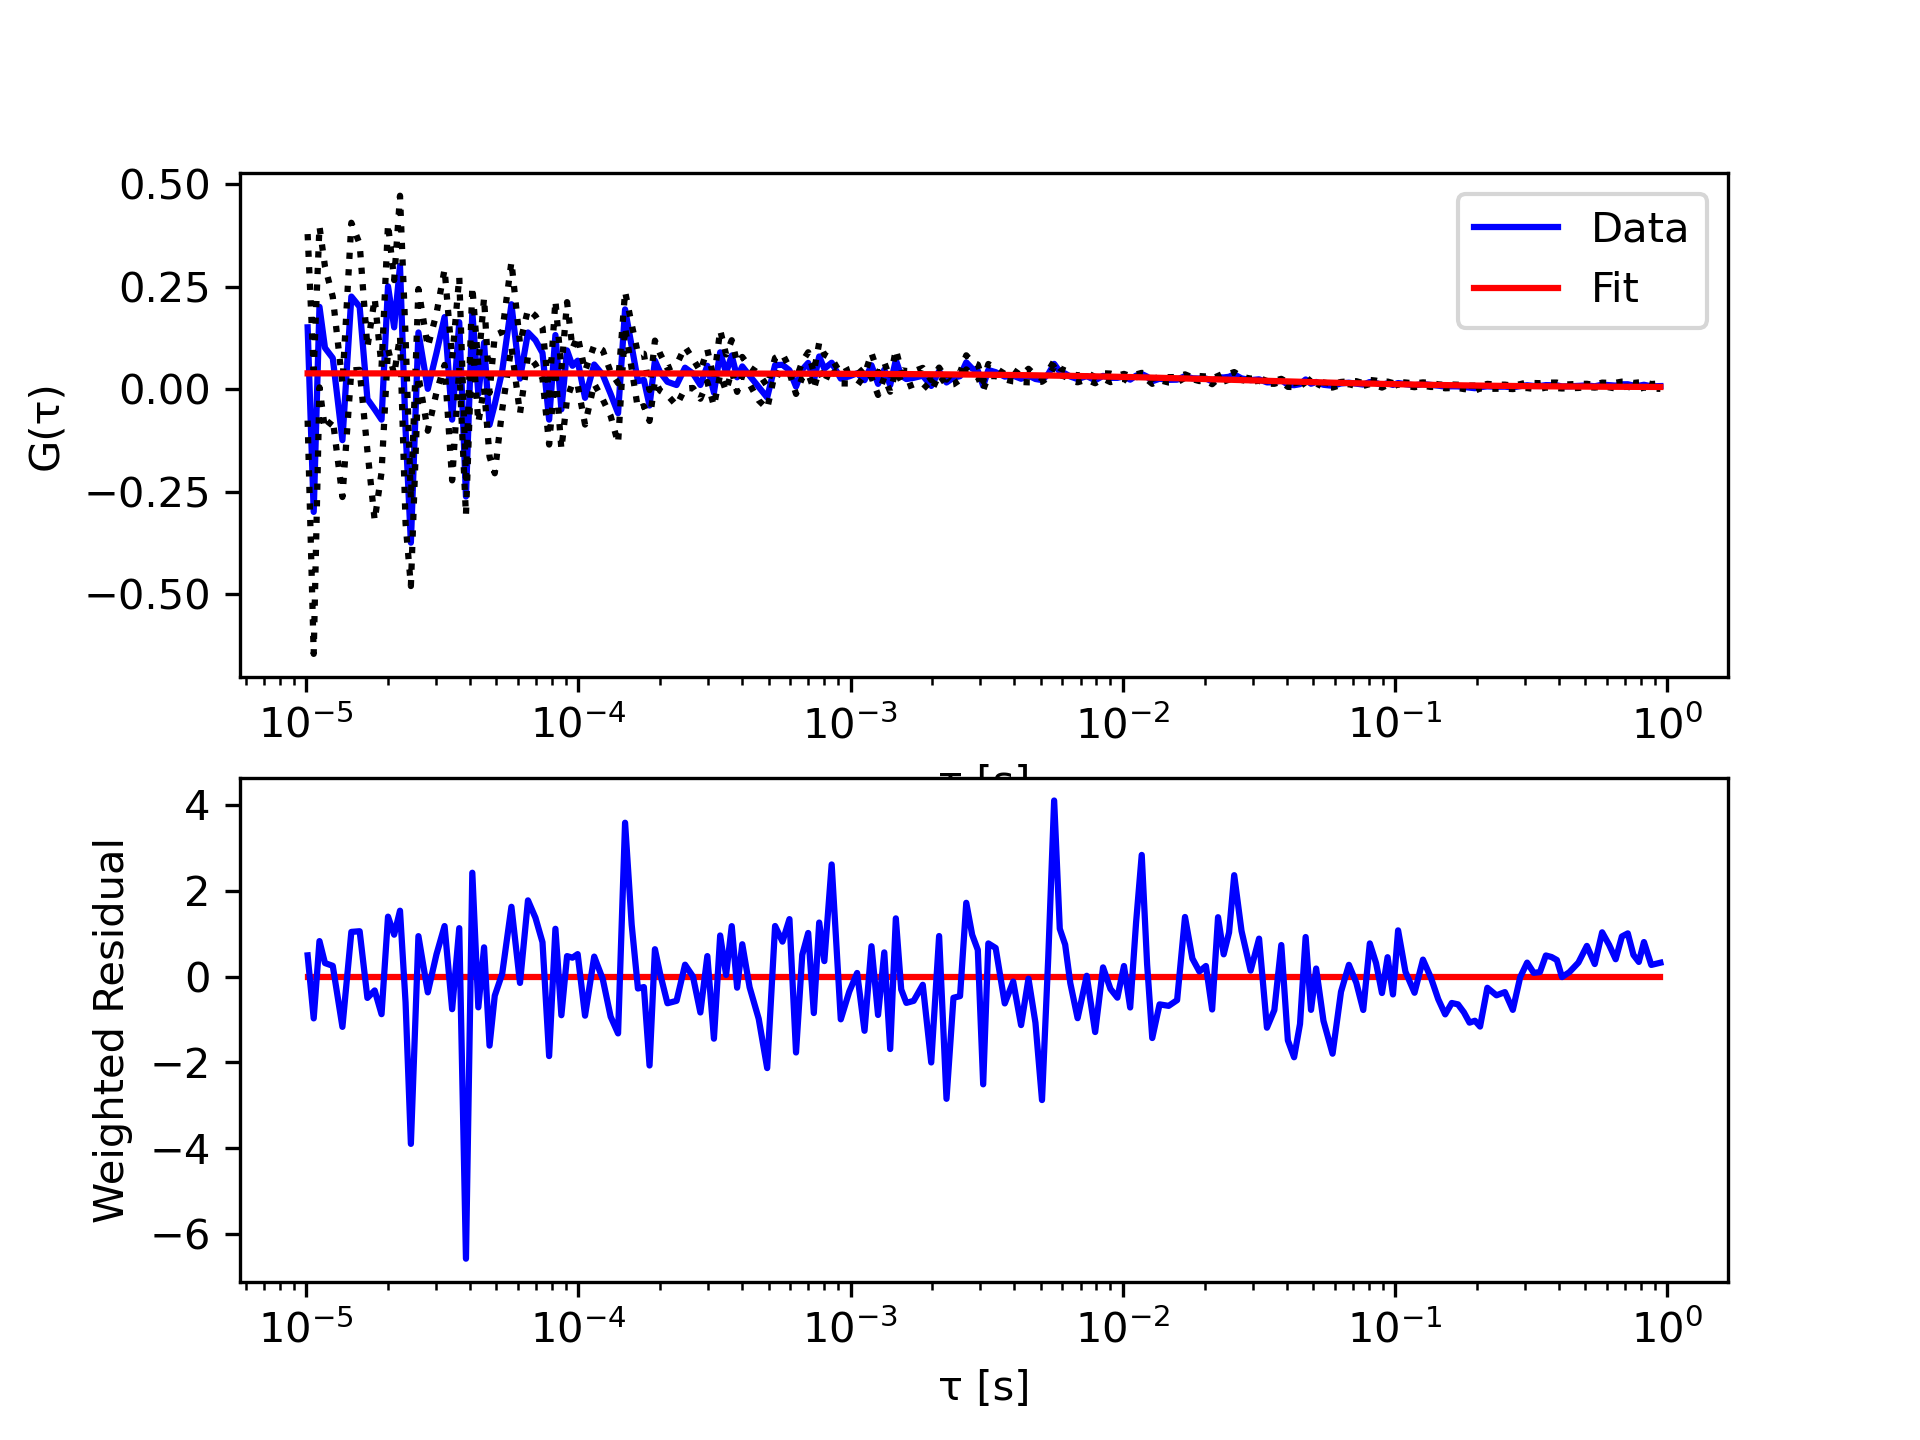 0.50
0.25
0.00
−0.25
−0.50
G(τ)
Data
Fit
10⁻⁵ 10⁻⁴ 10⁻³ 10⁻² 10⁻¹ 10⁰
τ [s]
4
2
0
−2
−4
−6
Weighted Residual
10⁻⁵ 10⁻⁴ 10⁻³ 10⁻² 10⁻¹ 10⁰
τ [s]